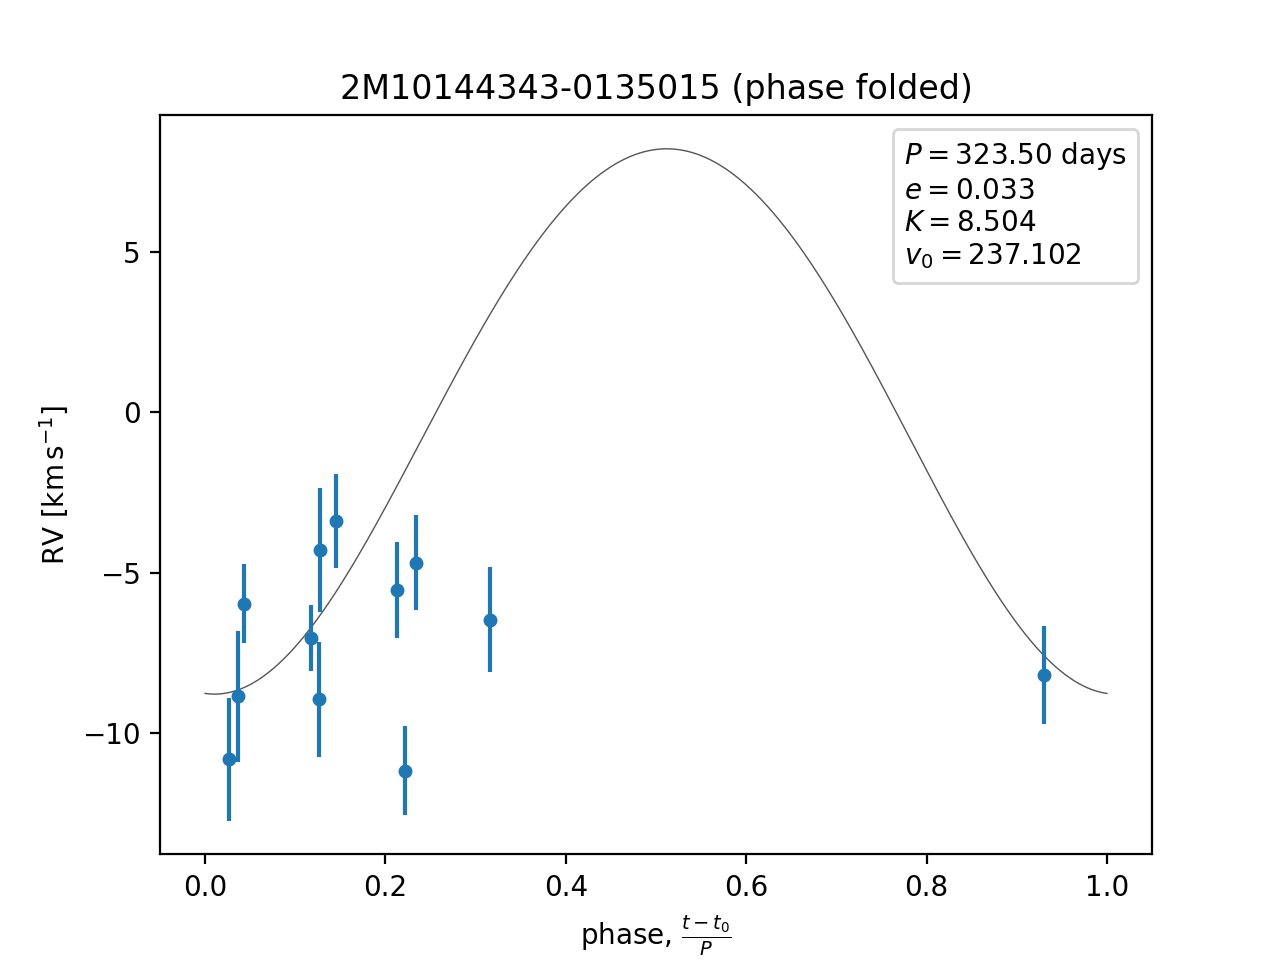 2M10144343-0135015 (phase folded)
P = 323.50 days
e = 0.033
K = 8.504
v₀ = 237.102
RV [km s⁻¹]
5
0
−5
−10
0.0 0.2 0.4 0.6 0.8 1.0
phase, (t − t₀)/P